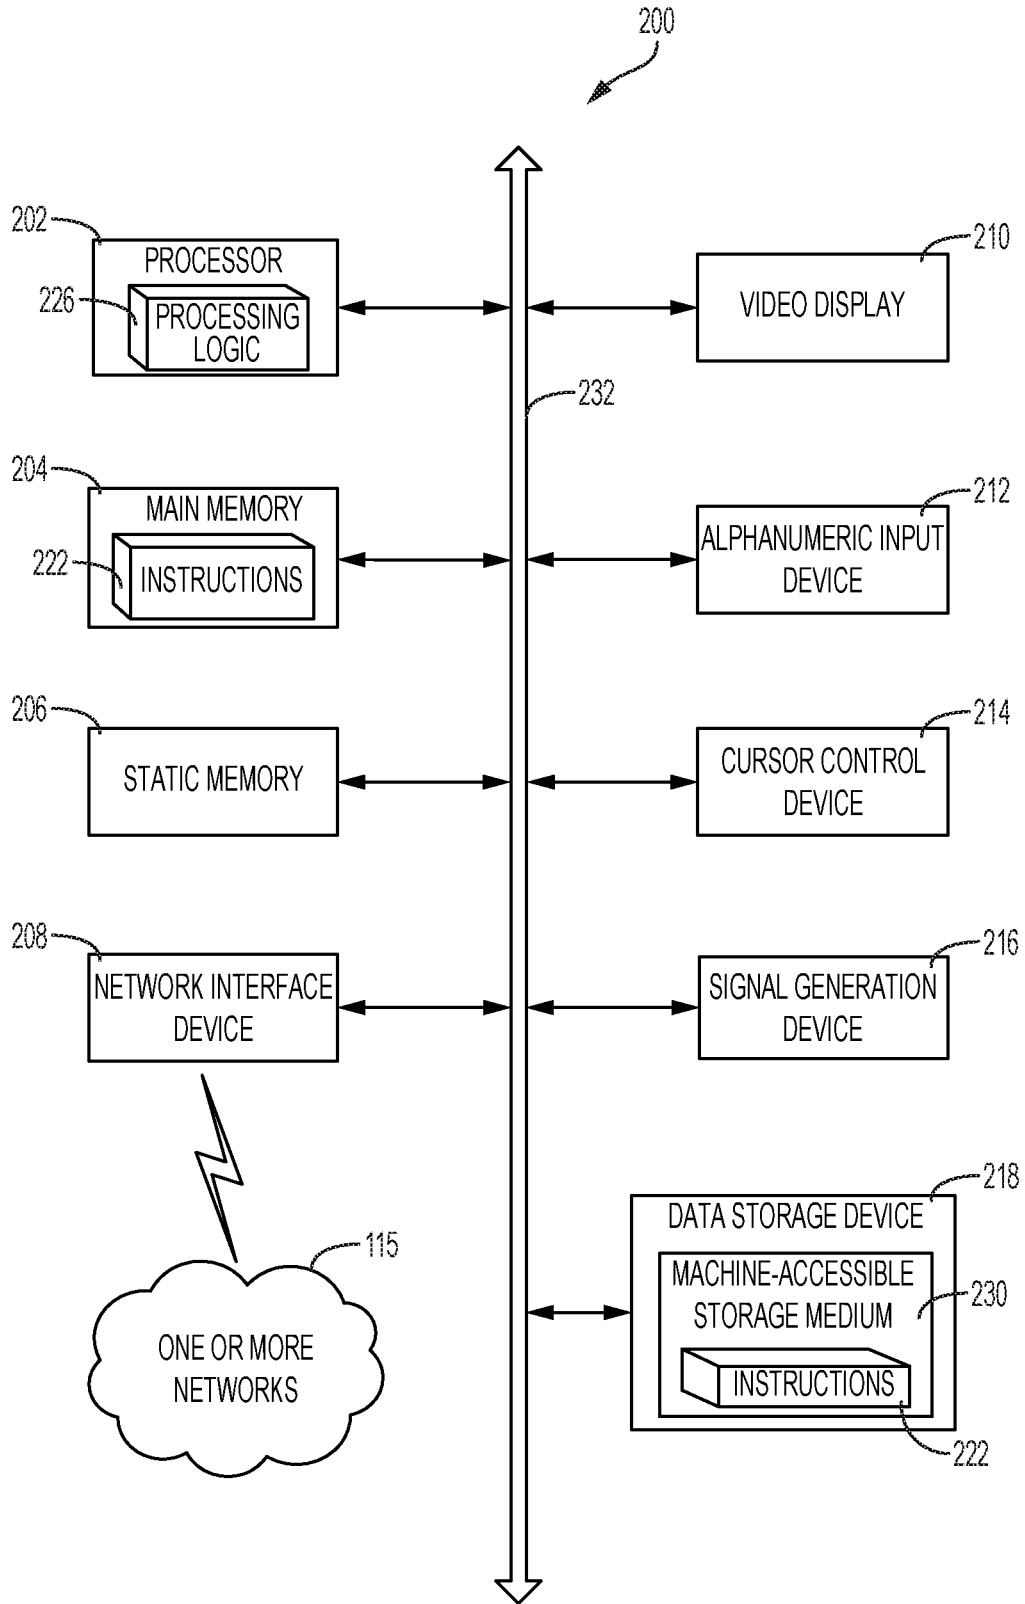 200
202
PROCESSOR
226
PROCESSING
LOGIC
210
VIDEO DISPLAY
232
204
MAIN MEMORY
222
INSTRUCTIONS
212
ALPHANUMERIC INPUT
DEVICE
206
STATIC MEMORY
214
CURSOR CONTROL
DEVICE
208
NETWORK INTERFACE
DEVICE
216
SIGNAL GENERATION
DEVICE
115
ONE OR MORE
NETWORKS
218
DATA STORAGE DEVICE
MACHINE-ACCESSIBLE
STORAGE MEDIUM
230
INSTRUCTIONS
222